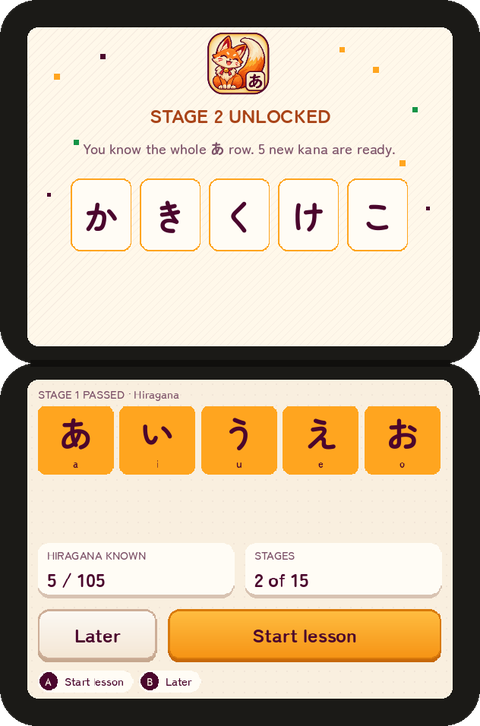 あ
STAGE 2 UNLOCKED
You know the whole あ row. 5 new kana are ready.
か き く け こ
STAGE 1 PASSED · Hiragana
あ い う え お
a i u e o
HIRAGANA KNOWN STAGES
5 / 105 2 of 15
Later Start lesson
A Start lesson B Later